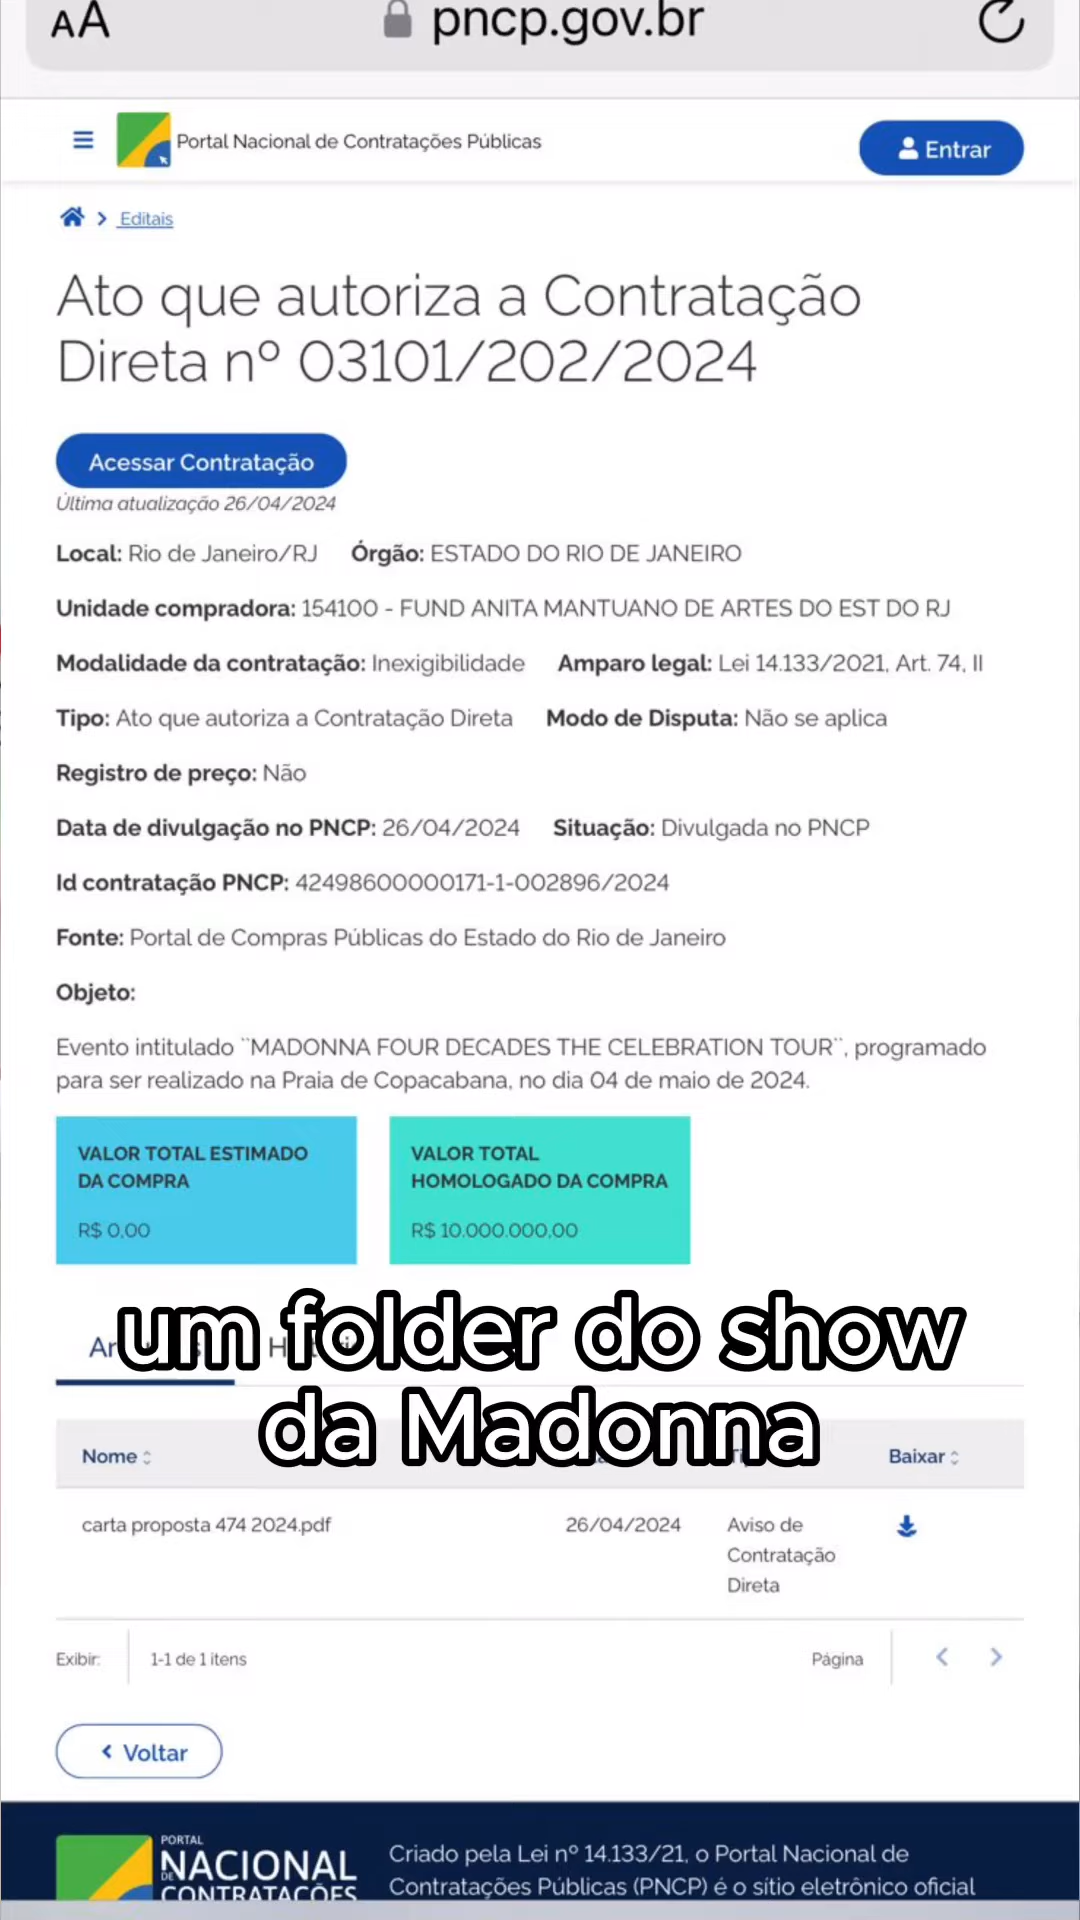 AA pncp.gov.br
Portal Nacional de Contratações Públicas
Entrar
Editais
Ato que autoriza a Contratação
Direta nº 03101/202/2024
Acessar Contratação
Última atualização 26/04/2024
Local: Rio de Janeiro/RJ Órgão: ESTADO DO RIO DE JANEIRO
Unidade compradora: 154100 - FUND ANITA MANTUANO DE ARTES DO EST DO RJ
Modalidade da contratação: Inexigibilidade Amparo legal: Lei 14.133/2021, Art. 74, II
Tipo: Ato que autoriza a Contratação Direta Modo de Disputa: Não se aplica
Registro de preço: Não
Data de divulgação no PNCP: 26/04/2024 Situação: Divulgada no PNCP
Id contratação PNCP: 42498600000171-1-002896/2024
Fonte: Portal de Compras Públicas do Estado do Rio de Janeiro
Objeto:
Evento intitulado ``MADONNA FOUR DECADES THE CELEBRATION TOUR´´, programado
para ser realizado na Praia de Copacabana, no dia 04 de maio de 2024.
VALOR TOTAL ESTIMADO
DA COMPRA
R$ 0,00
VALOR TOTAL
HOMOLOGADO DA COMPRA
R$ 10.000.000,00
um folder do show
da Madonna
Nome Baixar
carta proposta 474 2024.pdf 26/04/2024 Aviso de
Contratação
Direta
Exibir: 1-1 de 1 itens Página
Voltar
PORTAL
NACIONAL
DE
CONTRATAÇÕES
Criado pela Lei nº 14.133/21, o Portal Nacional de
Contratações Públicas (PNCP) é o sítio eletrônico oficial